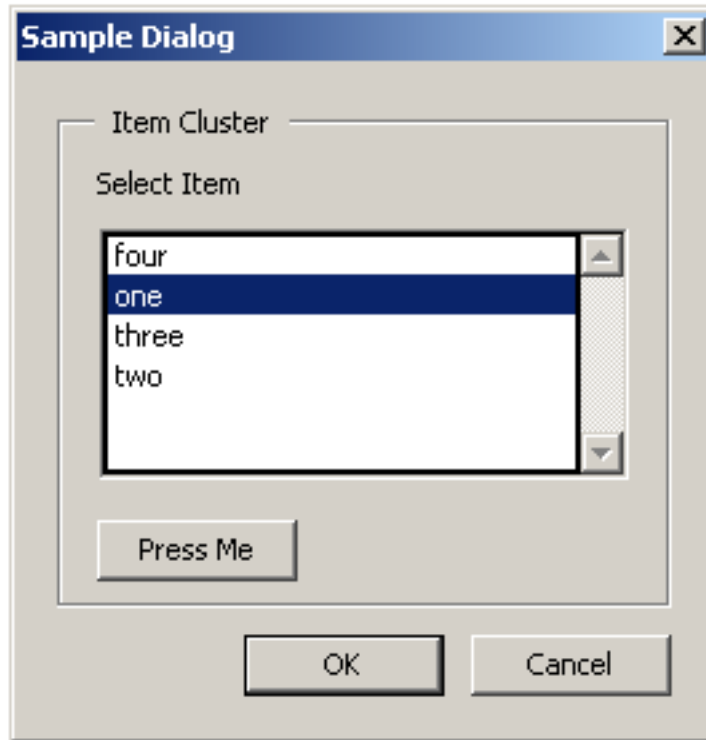 Sample Dialog
Item Cluster
Select Item
four
one
three
two
Press Me
OK Cancel